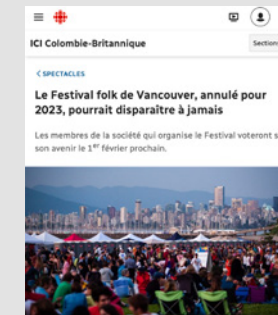 ICI Colombie-Britannique
Sections
< SPECTACLES
Le Festival folk de Vancouver, annulé pour
2023, pourrait disparaître à jamais
Les membres de la société qui organise le Festival voteront s
son avenir le 1er février prochain.